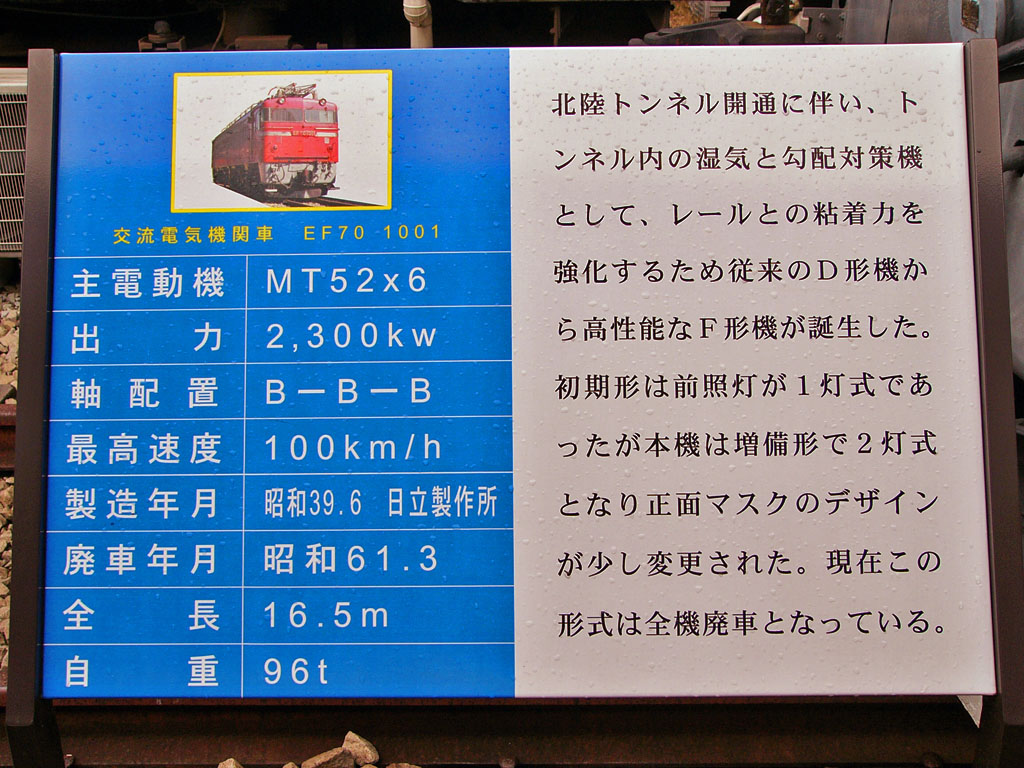 交流電気機関車　EF70 1001
主電動機 MT52x6
出力 2,300kw
軸配置 B－B－B
最高速度 100km/h
製造年月 昭和39.6　日立製作所
廃車年月 昭和61.3
全長 16.5m
自重 96t
北陸トンネル開通に伴い、ト
ンネル内の湿気と勾配対策機
として、レールとの粘着力を
強化するため従来のＤ形機か
ら高性能なＦ形機が誕生した。
初期形は前照灯が１灯式であ
ったが本機は増備形で２灯式
となり正面マスクのデザイン
が少し変更された。現在この
形式は全機廃車となっている。